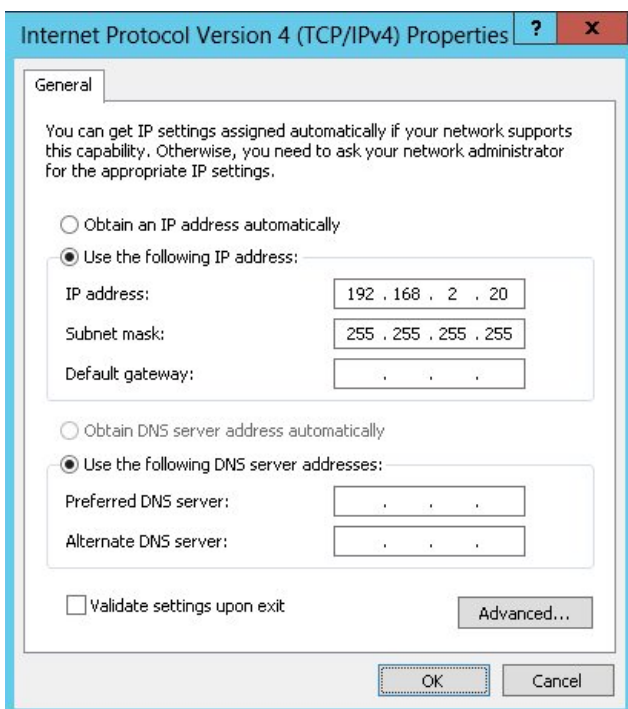 Internet Protocol Version 4 (TCP/IPv4) Properties ? x
General
You can get IP settings assigned automatically if your network supports
this capability. Otherwise, you need to ask your network administrator
for the appropriate IP settings.
Obtain an IP address automatically
Use the following IP address:
IP address: 192 . 168 . 2 . 20
Subnet mask: 255 . 255 . 255 . 255
Default gateway: . . .
Obtain DNS server address automatically
Use the following DNS server addresses:
Preferred DNS server: . . .
Alternate DNS server: . . .
Validate settings upon exit
Advanced...
OK Cancel